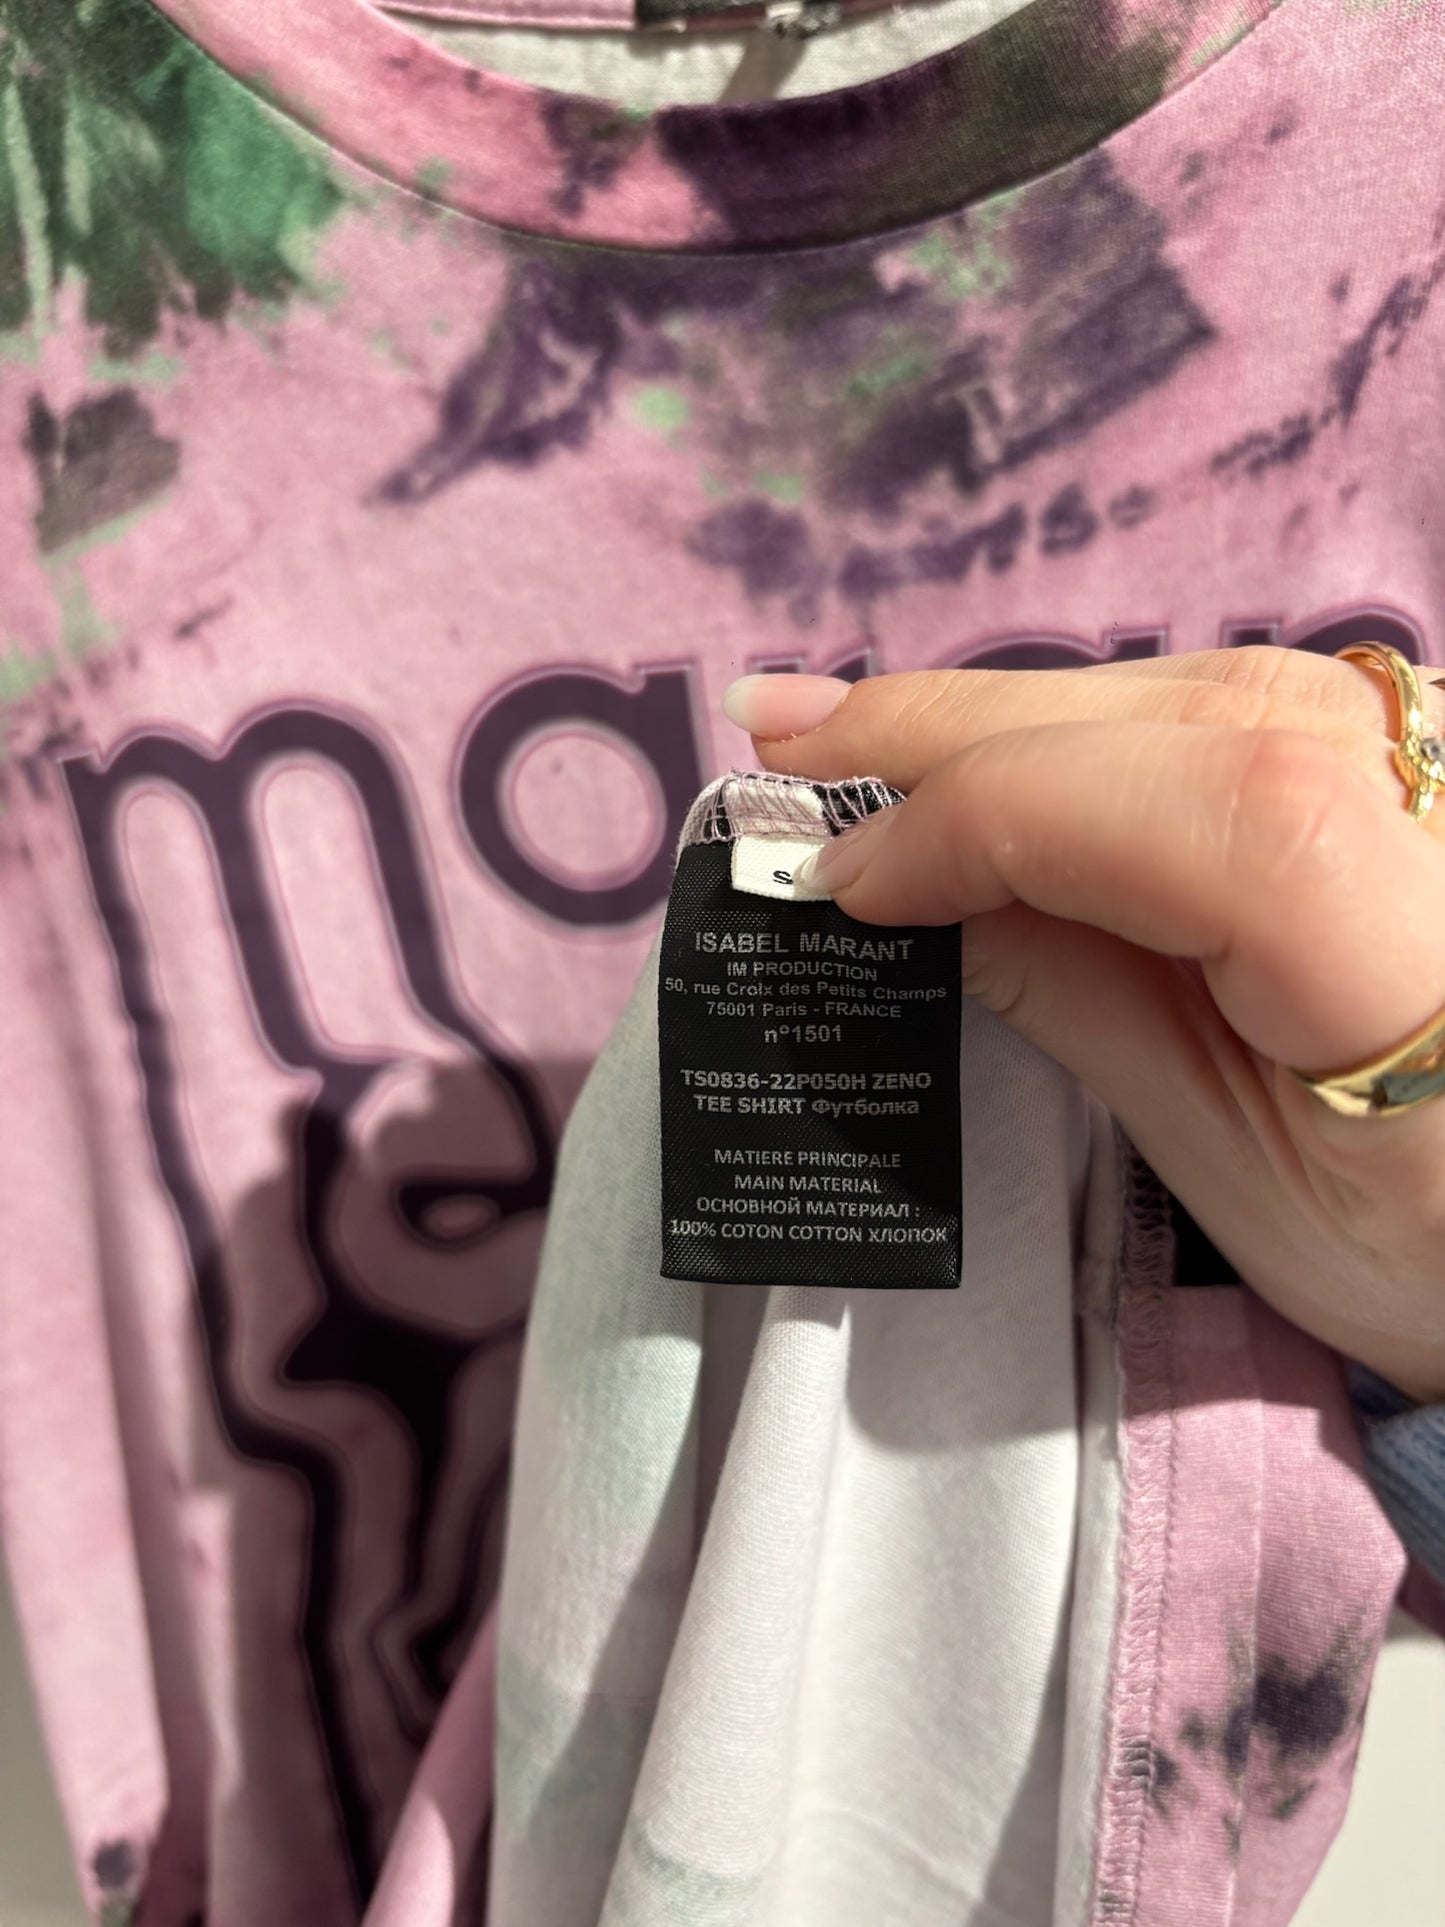 maran
S
ISABEL MARANT
IM PRODUCTION
50, rue Croix des Petits Champs
75001 Paris - FRANCE
n°1501
TS0836-22P050H ZENO
TEE SHIRT Футболка
MATIERE PRINCIPALE
MAIN MATERIAL
ОСНОВНОЙ МАТЕРИАЛ :
100% COTON COTTON ХЛОПОК